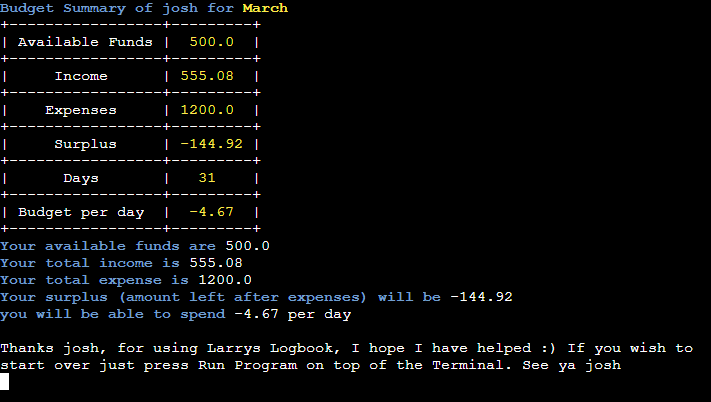 Budget Summary of josh for March
+-----------------+---------+
| Available Funds |  500.0  |
+-----------------+---------+
|     Income      | 555.08  |
+-----------------+---------+
|    Expenses     | 1200.0  |
+-----------------+---------+
|     Surplus     | -144.92 |
+-----------------+---------+
|      Days       |   31    |
+-----------------+---------+
| Budget per day  |  -4.67  |
+-----------------+---------+
Your available funds are 500.0
Your total income is 555.08
Your total expense is 1200.0
Your surplus (amount left after expenses) will be -144.92
you will be able to spend -4.67 per day
Thanks josh, for using Larrys Logbook, I hope I have helped :) If you wish to
start over just press Run Program on top of the Terminal. See ya josh